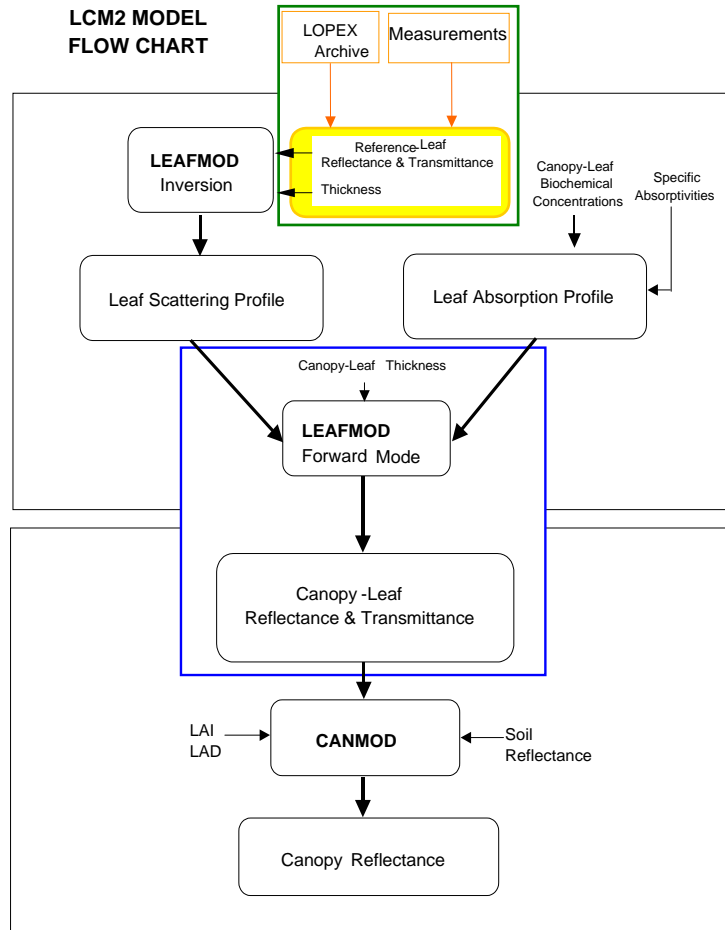 LCM2 MODEL
FLOW CHART
LOPEX
Archive
Measurements
Reference-Leaf
Reflectance & Transmittance
Thickness
LEAFMOD
Inversion
Canopy-Leaf
Biochemical
Concentrations
Specific
Absorptivities
Leaf Scattering Profile
Leaf Absorption Profile
Canopy-Leaf Thickness
LEAFMOD
Forward Mode
Canopy -Leaf
Reflectance & Transmittance
LAI
LAD
CANMOD
Soil
Reflectance
Canopy Reflectance